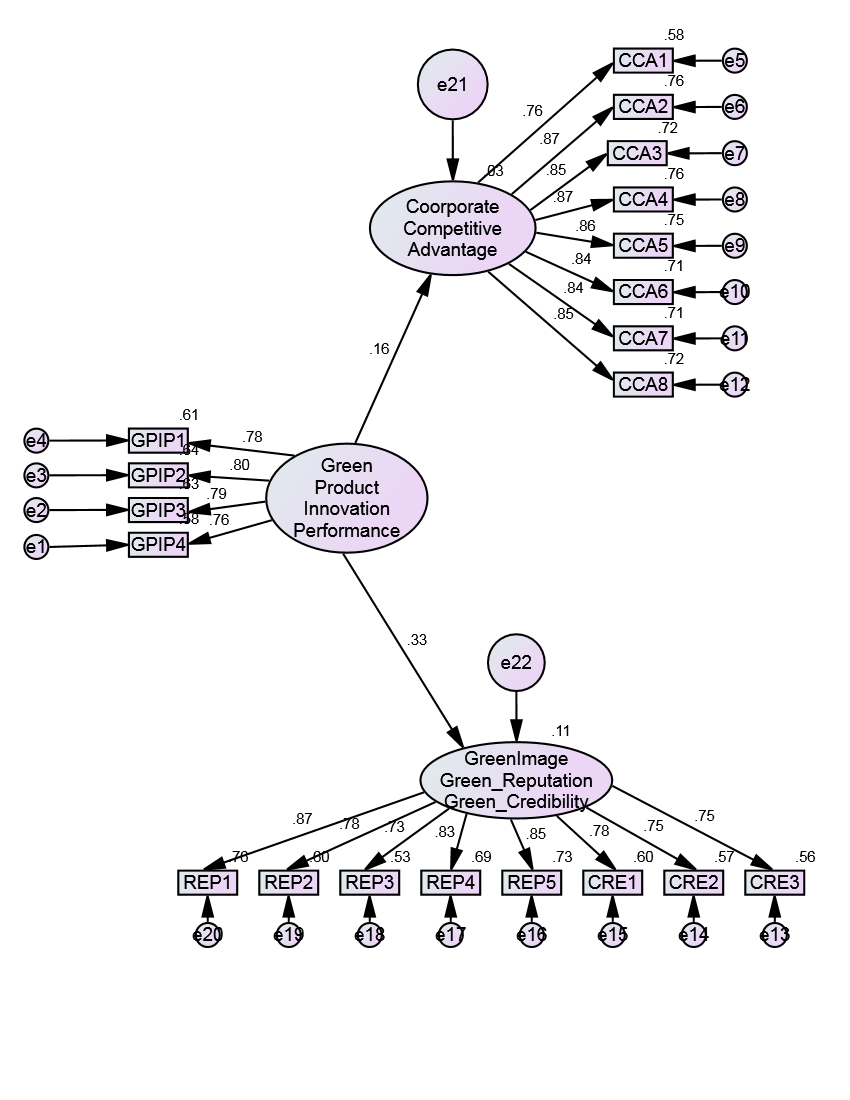 .58
e21
CCA1
e5
.76
.76
CCA2
e6
.87
.72
CCA3
e7
.03
.85
.76
.87
CCA4
e8
Coorporate
Competitive
Advantage
.75
.86
CCA5
e9
.84
.71
CCA6
e10
.84
.71
.85
CCA7
e11
.72
CCA8
e12
.16
.61
e4
GPIP1
.78
.64
e3
GPIP2
.80
.63
e2
GPIP3
.79
.58
.76
e1
GPIP4
Green
Product
Innovation
Performance
.33
e22
.11
GreenImage
Green_Reputation
Green_Credibility
.87
.78
.73
.83
.85
.78
.75
.75
.76
.60
.53
.69
.73
.60
.57
.56
REP1
REP2
REP3
REP4
REP5
CRE1
CRE2
CRE3
e20
e19
e18
e17
e16
e15
e14
e13